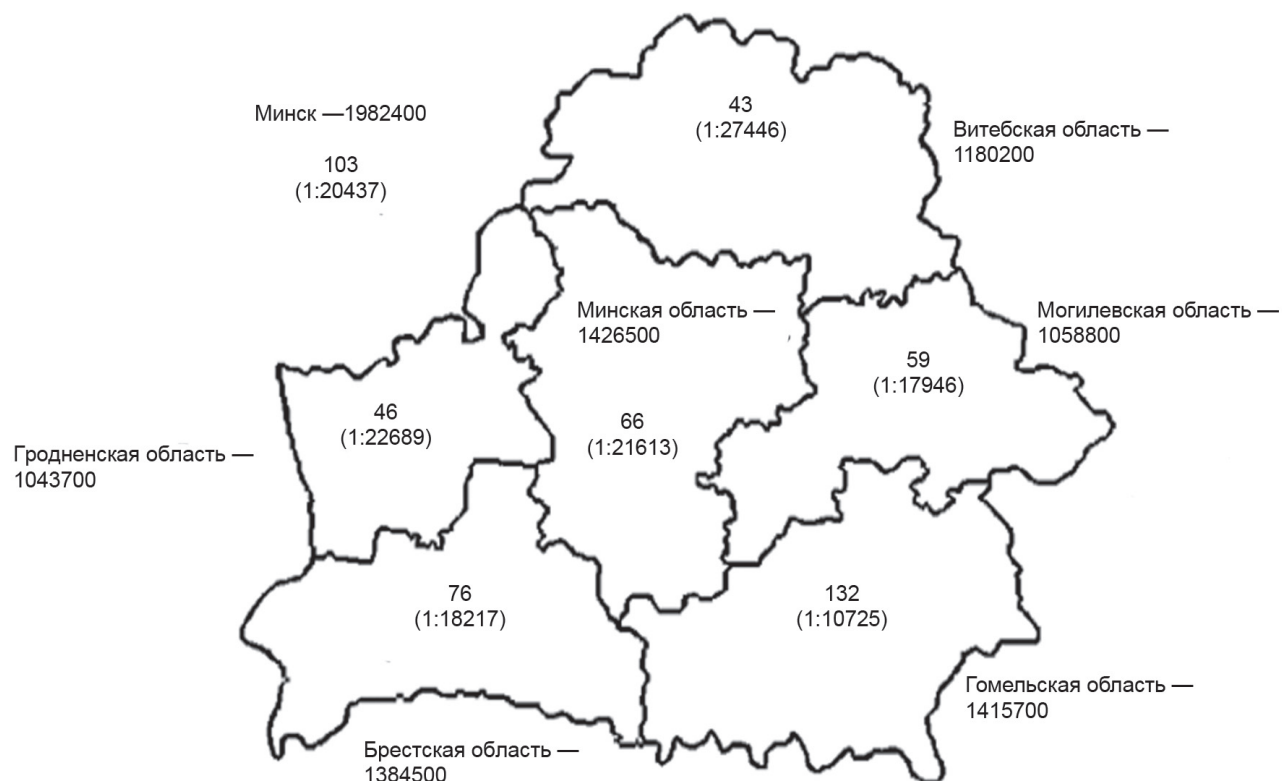 Минск —1982400
103
(1:20437)
43
(1:27446)
Витебская область —
1180200
Минская область —
1426500
66
(1:21613)
Могилевская область —
1058800
59
(1:17946)
46
(1:22689)
Гродненская область —
1043700
76
(1:18217)
132
(1:10725)
Гомельская область —
1415700
Брестская область —
1384500